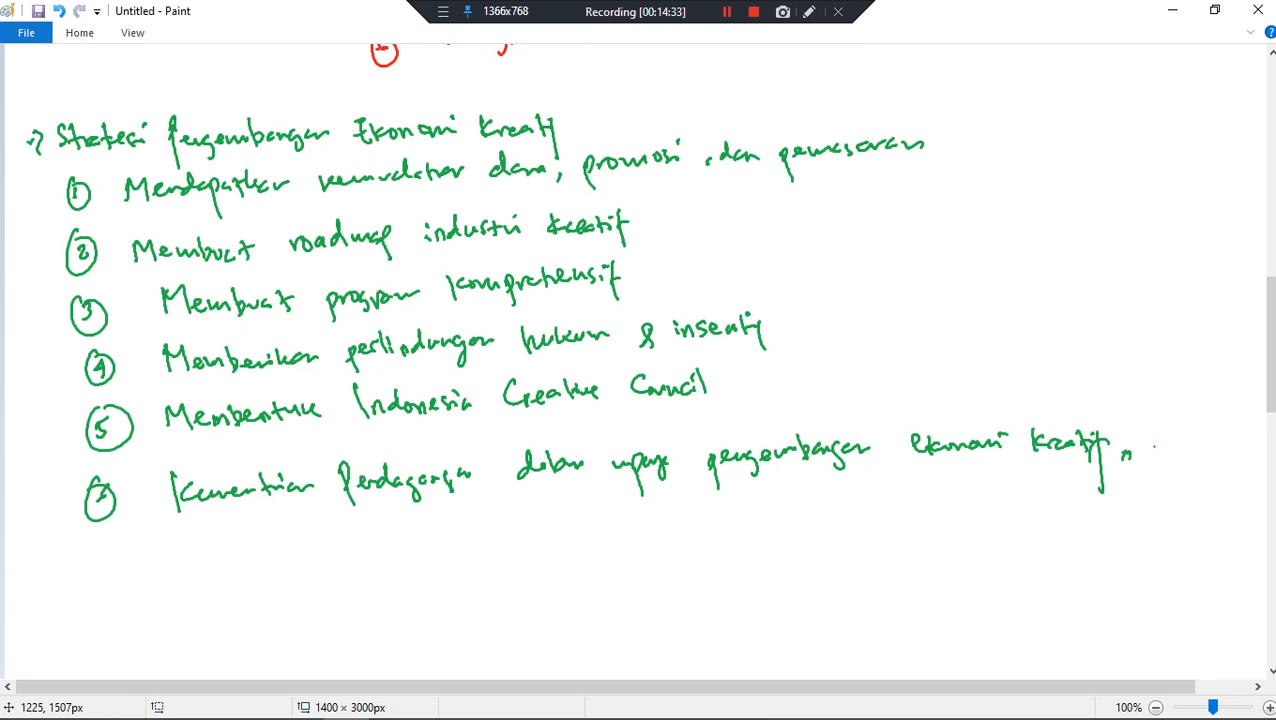 Untitled - Paint
1366x768
Recording [00:14:33]
File Home View
Strategi Pengembangan Ekonomi Kreatif
1 Mendapatkan kemudahan dana, promosi, dan pemasaran
2 Membuat roadmap industri kreatif
3 Membuat program komprehensif
4 Memberikan perlindungan hukum & insentif
5 Membentuk Indonesia Creative Council
Kementrian Perdagangan dalam upaya pengembangan ekonomi kreatif
1225, 1507px
1400 × 3000px
100%